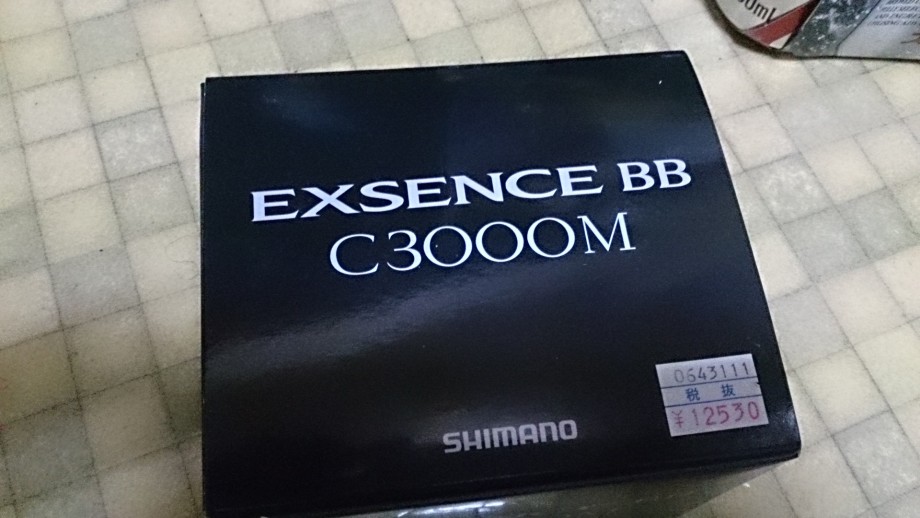 EXSENCE BB
C3000M
SHIMANO
0643111
税抜
¥12530